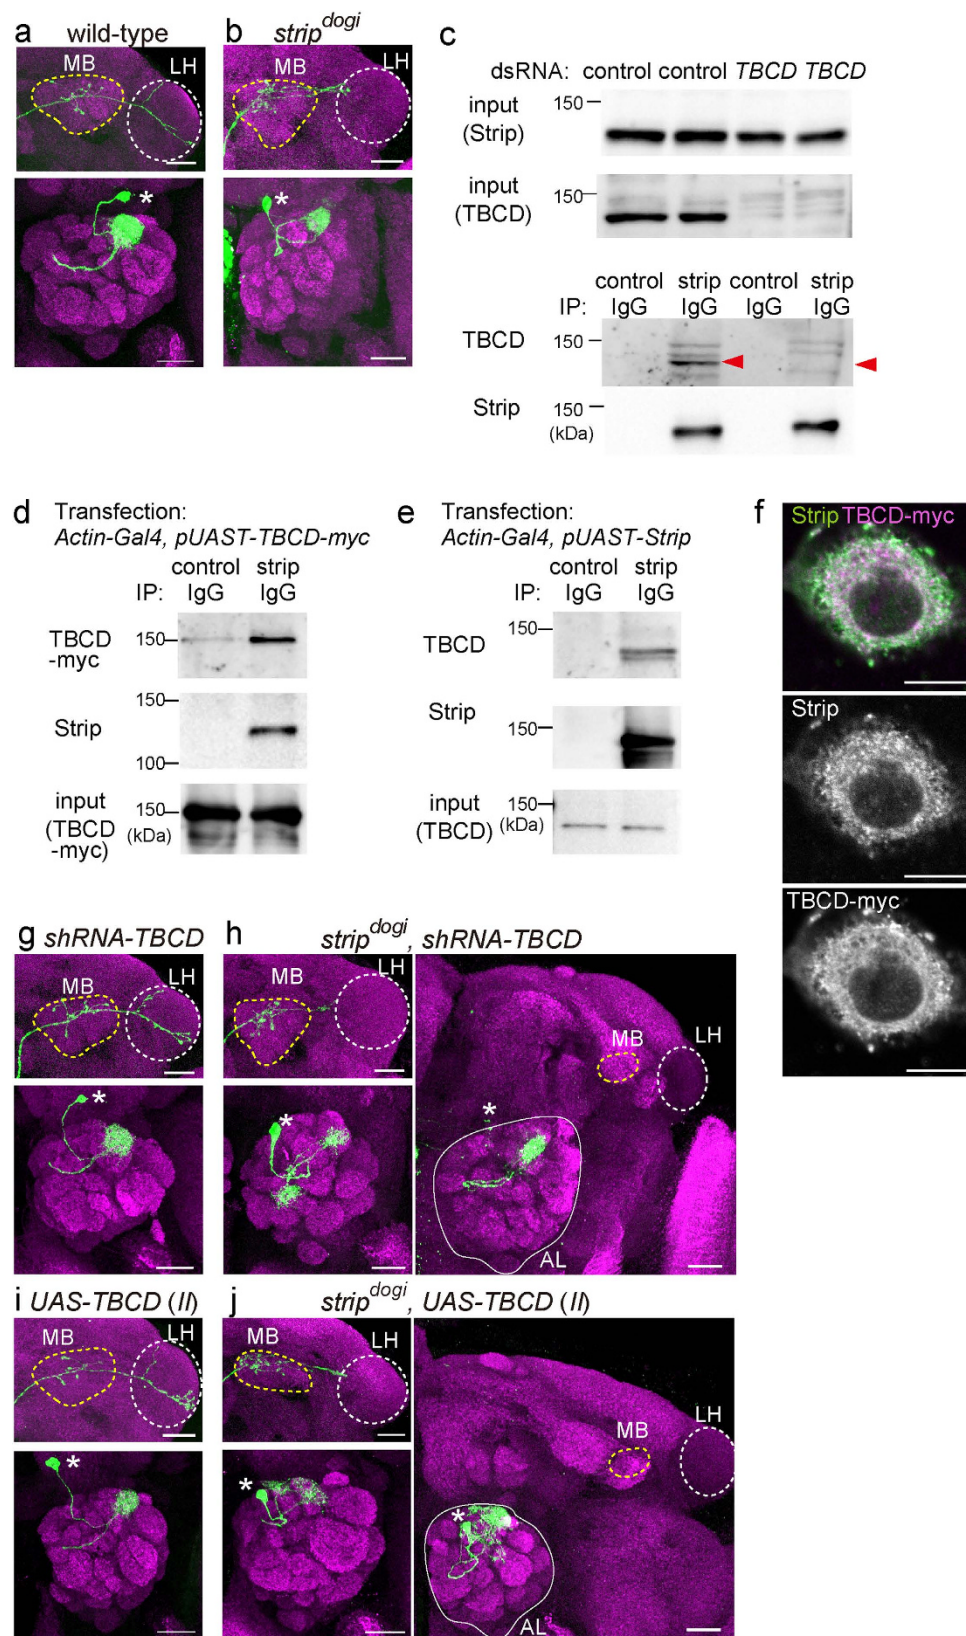 a wild-type
MB
LH
*
b strip^dogi
MB
LH
*
c
dsRNA: control control TBCD TBCD
input (Strip)
150
input (TBCD)
150
IP: control IgG strip IgG control IgG strip IgG
TBCD
150
Strip
150
(kDa)
d Transfection:
Actin-Gal4, pUAST-TBCD-myc
IP: control IgG strip IgG
TBCD-myc
150
Strip
150
100
input (TBCD-myc)
150
(kDa)
e Transfection:
Actin-Gal4, pUAST-Strip
IP: control IgG strip IgG
TBCD
150
Strip
150
input (TBCD)
150
(kDa)
f
Strip TBCD-myc
Strip
TBCD-myc
g shRNA-TBCD
MB
LH
*
h strip^dogi, shRNA-TBCD
MB
LH
*
MB
LH
*
AL
i UAS-TBCD (II)
MB
LH
*
j strip^dogi, UAS-TBCD (II)
MB
LH
*
MB
LH
*
AL